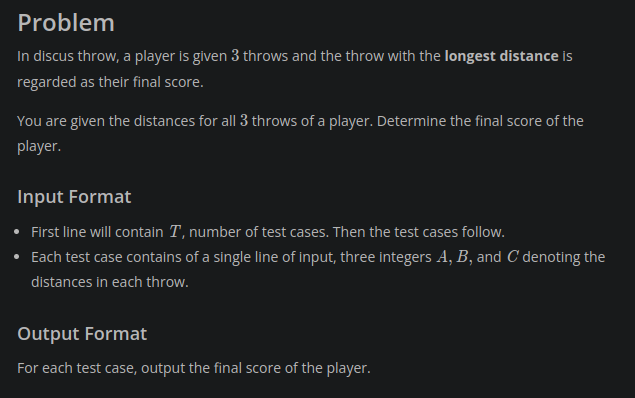 Problem
In discus throw, a player is given 3 throws and the throw with the longest distance is
regarded as their final score.
You are given the distances for all 3 throws of a player. Determine the final score of the
player.
Input Format
• First line will contain T, number of test cases. Then the test cases follow.
• Each test case contains of a single line of input, three integers A, B, and C denoting the
distances in each throw.
Output Format
For each test case, output the final score of the player.